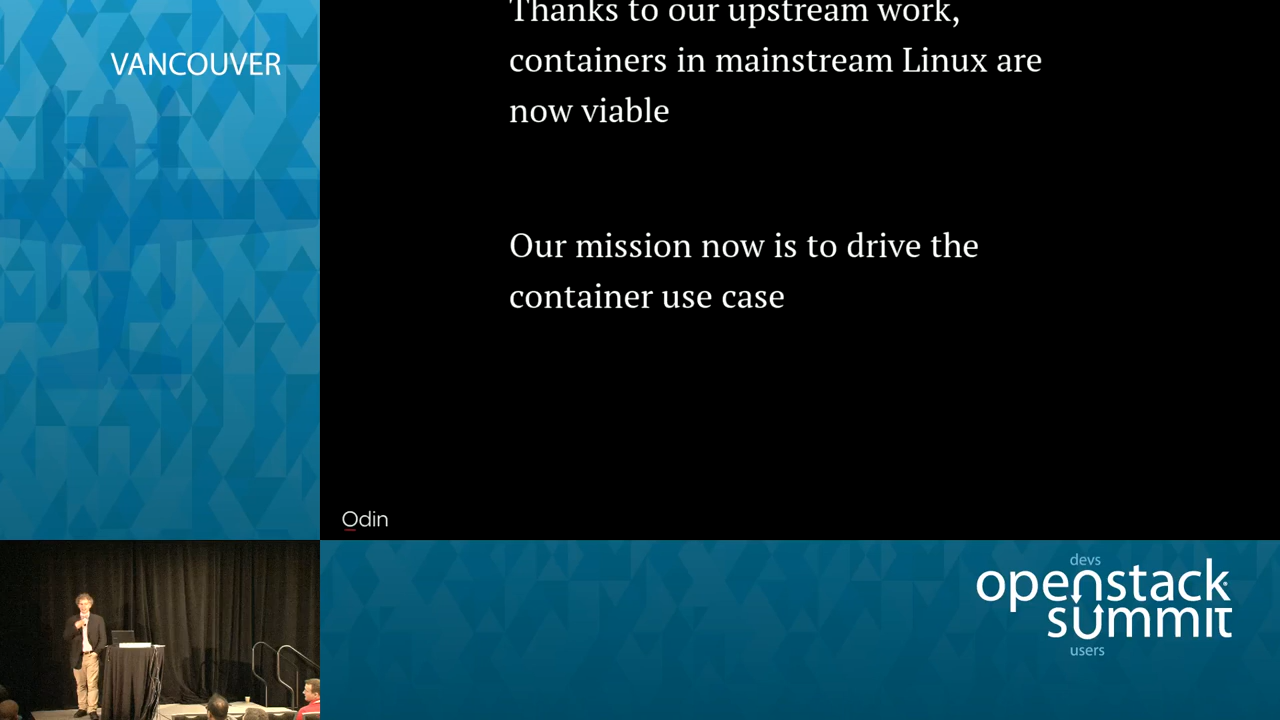 VANCOUVER
Thanks to our upstream work,
containers in mainstream Linux are
now viable
Our mission now is to drive the
container use case
Odin
devs
openstack
summit
users